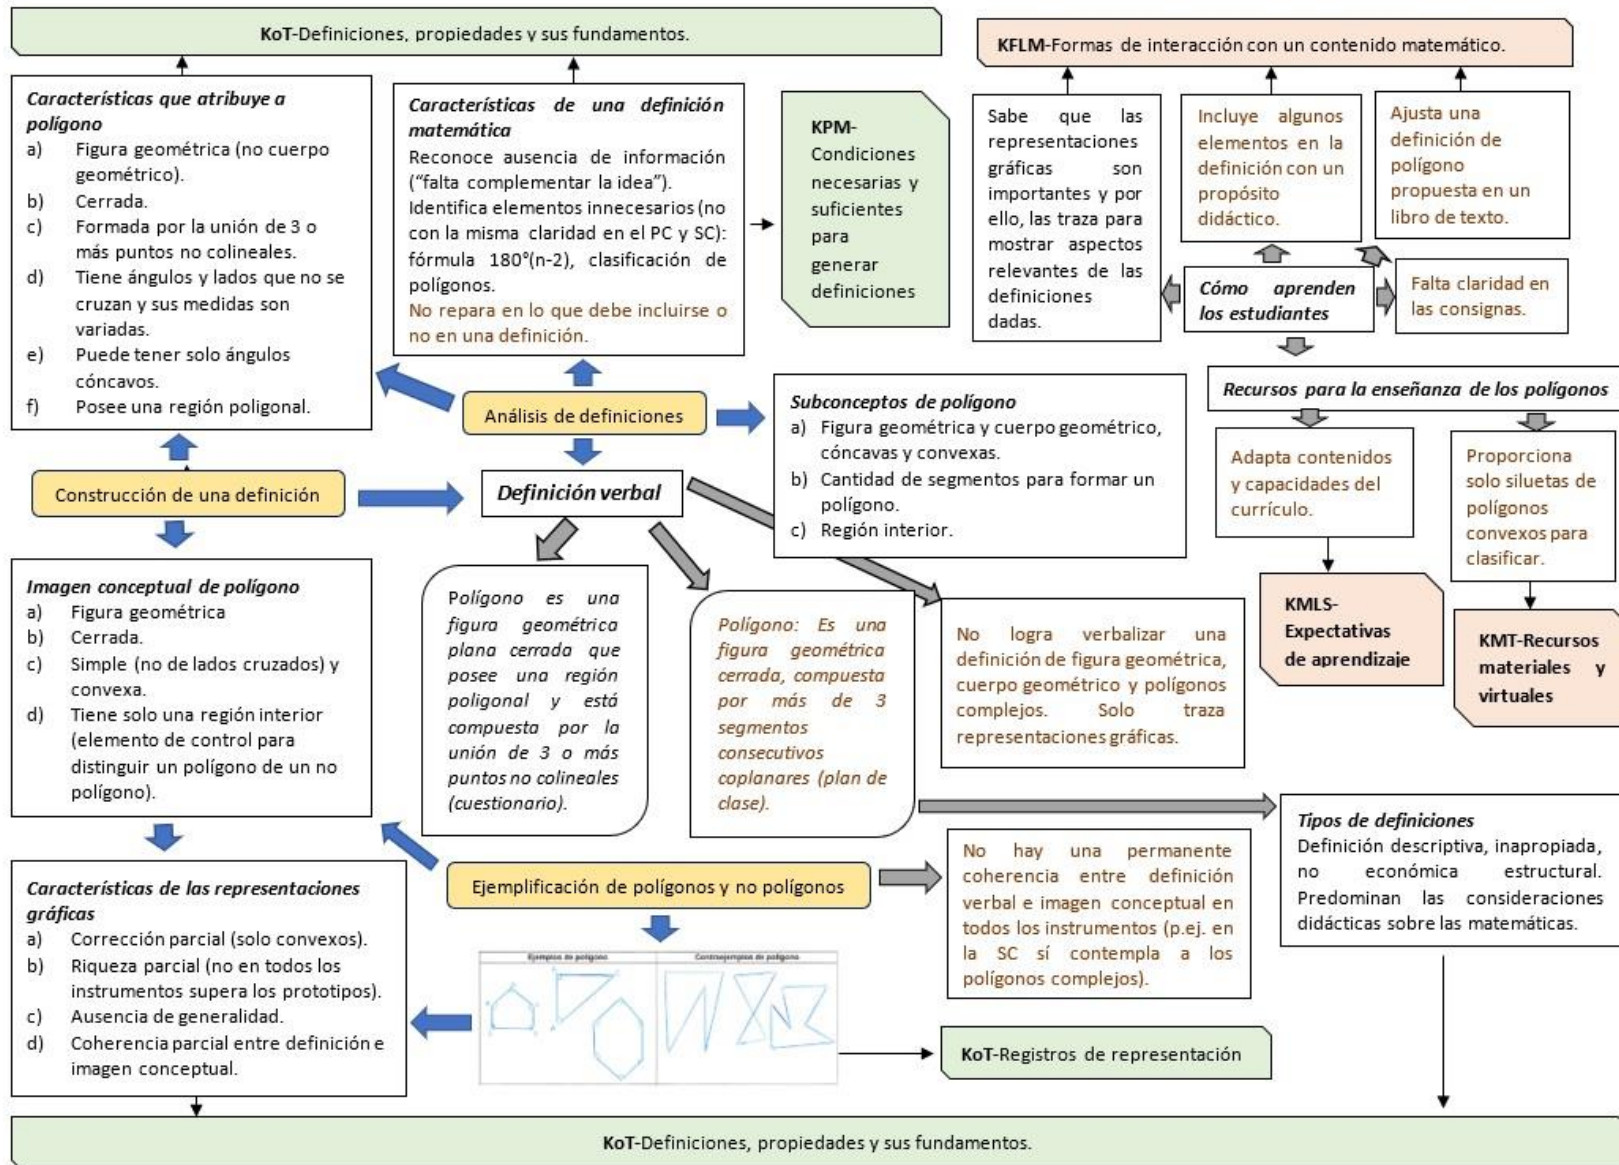 KoT-Definiciones, propiedades y sus fundamentos.
KFLM-Formas de interacción con un contenido matemático.
Características que atribuye a
polígono
a) Figura geométrica (no cuerpo
geométrico).
b) Cerrada.
c) Formada por la unión de 3 o
más puntos no colineales.
d) Tiene ángulos y lados que no se
cruzan y sus medidas son
variadas.
e) Puede tener solo ángulos
cóncavos.
f) Posee una región poligonal.
Características de una definición
matemática
Reconoce ausencia de información
("falta complementar la idea").
Identifica elementos innecesarios (no
con la misma claridad en el PC y SC):
fórmula 180°(n-2), clasificación de
polígonos.
No repara en lo que debe incluirse o
no en una definición.
KPM-
Condiciones
necesarias y
suficientes
para
generar
definiciones
Sabe que las
representaciones
gráficas son
importantes y por
ello, las traza para
mostrar aspectos
relevantes de las
definiciones
dadas.
Incluye algunos
elementos en la
definición con un
propósito
didáctico.
Ajusta una
definición de
polígono
propuesta en un
libro de texto.
Cómo aprenden
los estudiantes
Falta claridad en
las consignas.
Recursos para la enseñanza de los polígonos
Análisis de definiciones
Subconceptos de polígono
a) Figura geométrica y cuerpo geométrico,
cóncavas y convexas.
b) Cantidad de segmentos para formar un
polígono.
c) Región interior.
Adapta contenidos
y capacidades del
currículo.
Proporciona
solo siluetas de
polígonos
convexos para
clasificar.
Construcción de una definición
Definición verbal
Imagen conceptual de polígono
a) Figura geométrica
b) Cerrada.
c) Simple (no de lados cruzados) y
convexa.
d) Tiene solo una región interior
(elemento de control para
distinguir un polígono de un no
polígono).
Polígono es una
figura geométrica
plana cerrada que
posee una región
poligonal y está
compuesta por la
unión de 3 o más
puntos no colineales
(cuestionario).
Polígono: Es una
figura geométrica
cerrada, compuesta
por más de 3
segmentos
consecutivos
coplanares (plan de
clase).
No logra verbalizar una
definición de figura geométrica,
cuerpo geométrico y polígonos
complejos. Solo traza
representaciones gráficas.
KMLS-
Expectativas
de aprendizaje
KMT-Recursos
materiales y
virtuales
Tipos de definiciones
Definición descriptiva, inapropiada,
no económica estructural.
Predominan las consideraciones
didácticas sobre las matemáticas.
Características de las representaciones
gráficas
a) Corrección parcial (solo convexos).
b) Riqueza parcial (no en todos los
instrumentos supera los prototipos).
c) Ausencia de generalidad.
d) Coherencia parcial entre definición e
imagen conceptual.
Ejemplificación de polígonos y no polígonos
No hay una permanente
coherencia entre definición
verbal e imagen conceptual en
todos los instrumentos (p.ej. en
la SC sí contempla a los
polígonos complejos).
Ejemplos de polígono
Contraejemplos de polígono
KoT-Registros de representación
KoT-Definiciones, propiedades y sus fundamentos.